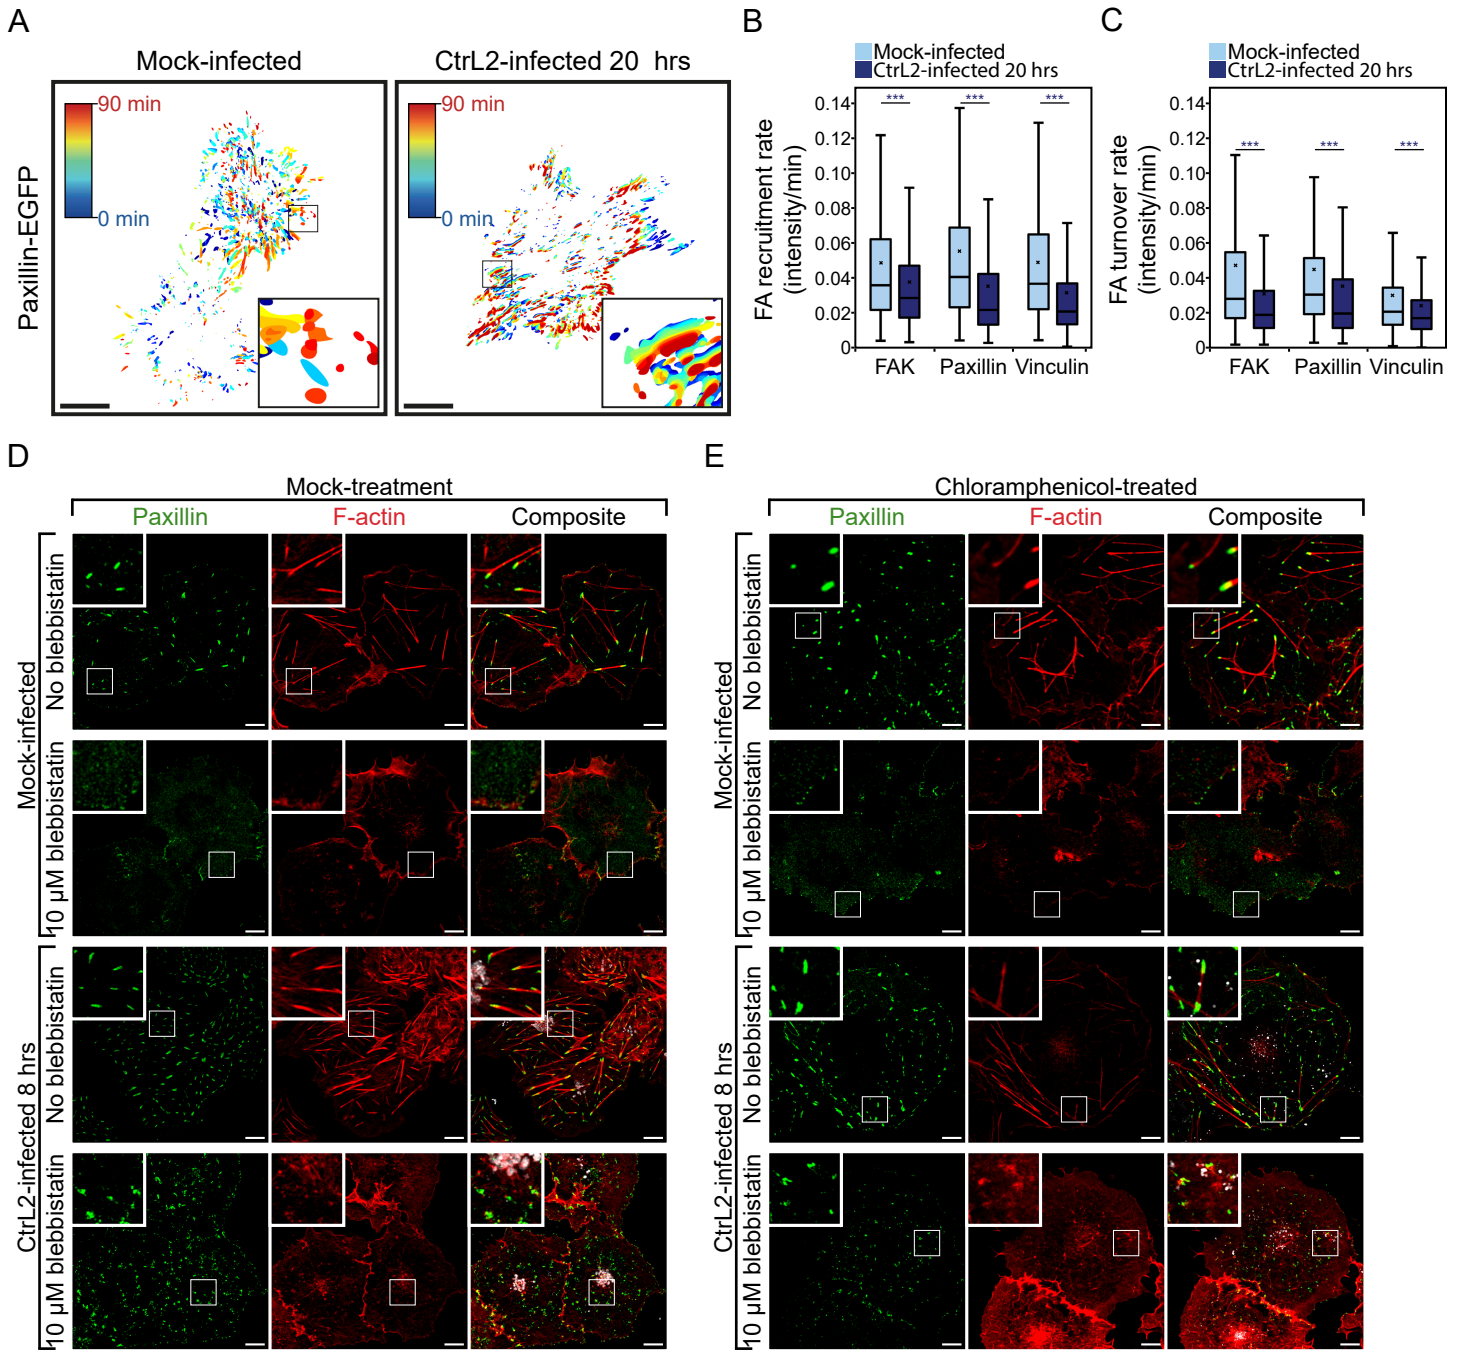 A
Mock-infected
CtrL2-infected 20 hrs
Paxillin-EGFP
90 min
0 min
90 min
0 min
B
Mock-infected
CtrL2-infected 20 hrs
FA recruitment rate
(intensity/min)
0.14
0.12
0.10
0.08
0.06
0.04
0.02
0
***
***
***
FAK
Paxillin
Vinculin
C
Mock-infected
CtrL2-infected 20 hrs
FA turnover rate
(intensity/min)
0.14
0.12
0.10
0.08
0.06
0.04
0.02
0
***
***
***
FAK
Paxillin
Vinculin
D
Mock-treatment
Paxillin
F-actin
Composite
Mock-infected
No blebbistatin
10 µM blebbistatin
CtrL2-infected 8 hrs
No blebbistatin
10 µM blebbistatin
E
Chloramphenicol-treated
Paxillin
F-actin
Composite
Mock-infected
No blebbistatin
10 µM blebbistatin
CtrL2-infected 8 hrs
No blebbistatin
10 µM blebbistatin